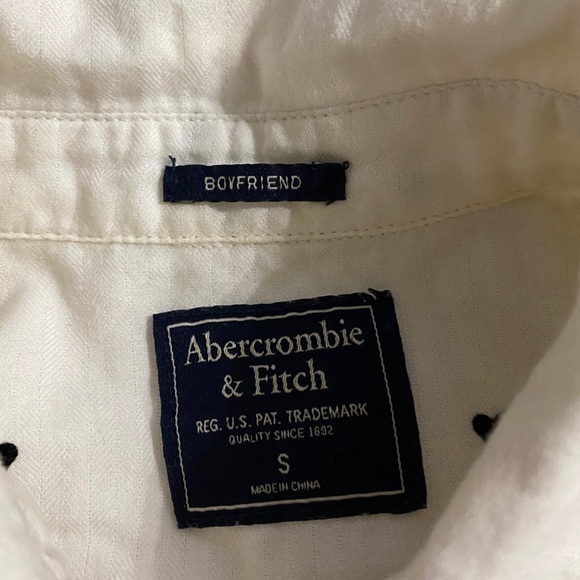 BOYFRIEND
Abercrombie
& Fitch
REG. U.S. PAT. TRADEMARK
QUALITY SINCE 1892
S
MADE IN CHINA